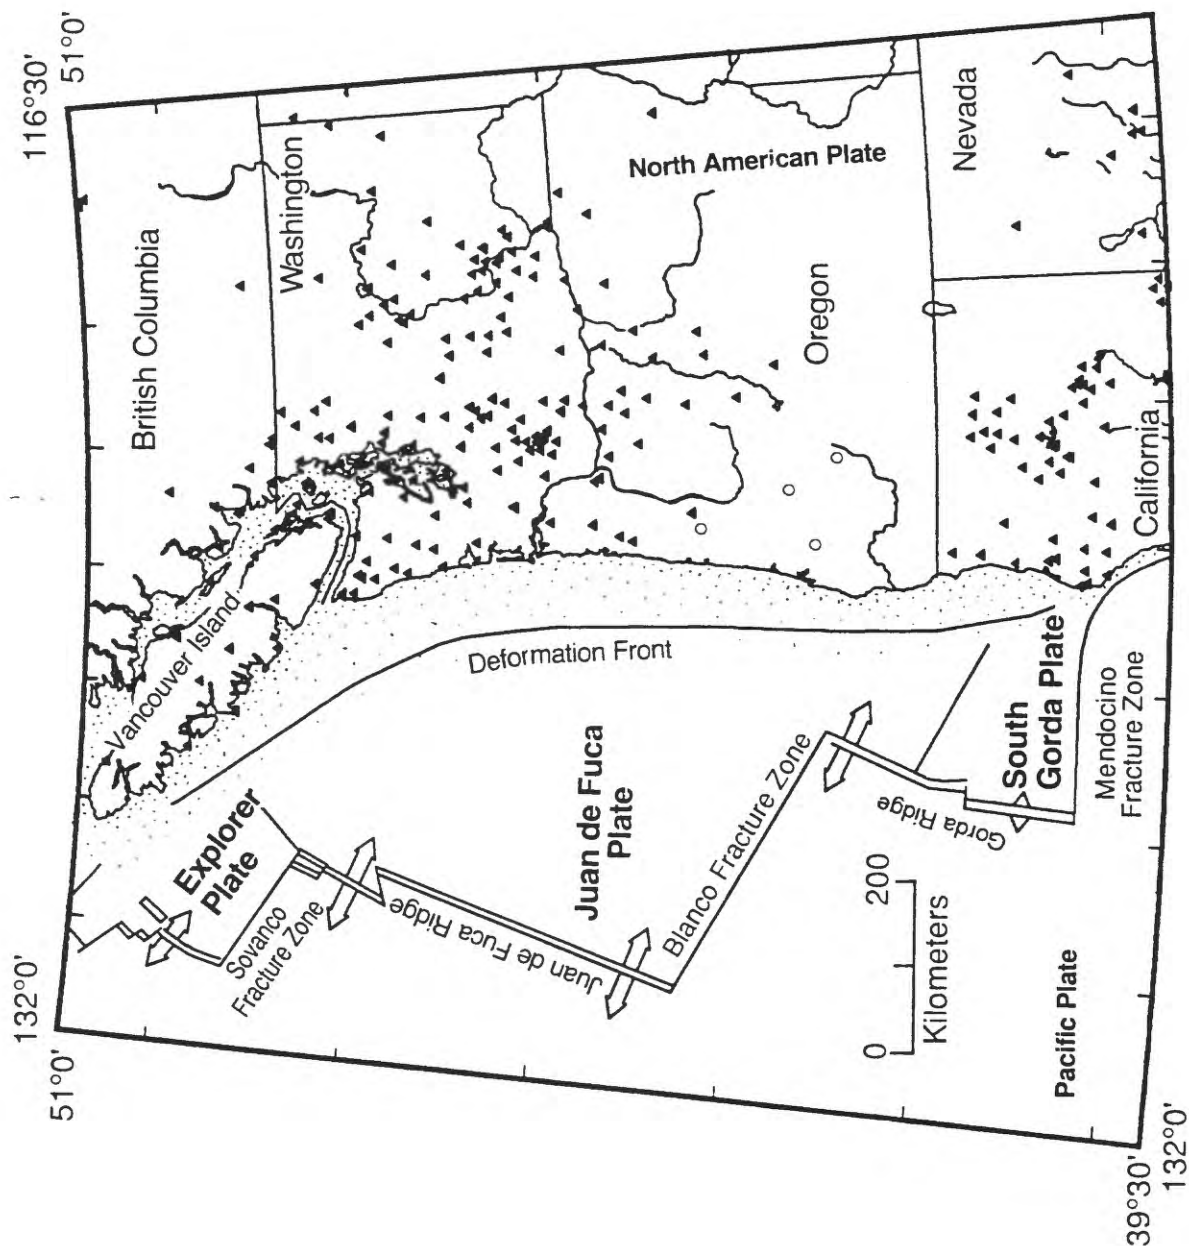 116°30'
51°0'
132°0'
51°0'
British Columbia
Washington
North American Plate
Nevada
Oregon
California
Vancouver Island
Deformation Front
Explorer
Plate
Sovanco
Fracture Zone
Juan de Fuca Ridge
Juan de Fuca
Plate
Blanco Fracture Zone
Gorda Ridge
South
Gorda Plate
Mendocino
Fracture Zone
0
200
Kilometers
Pacific Plate
39°30'
132°0'